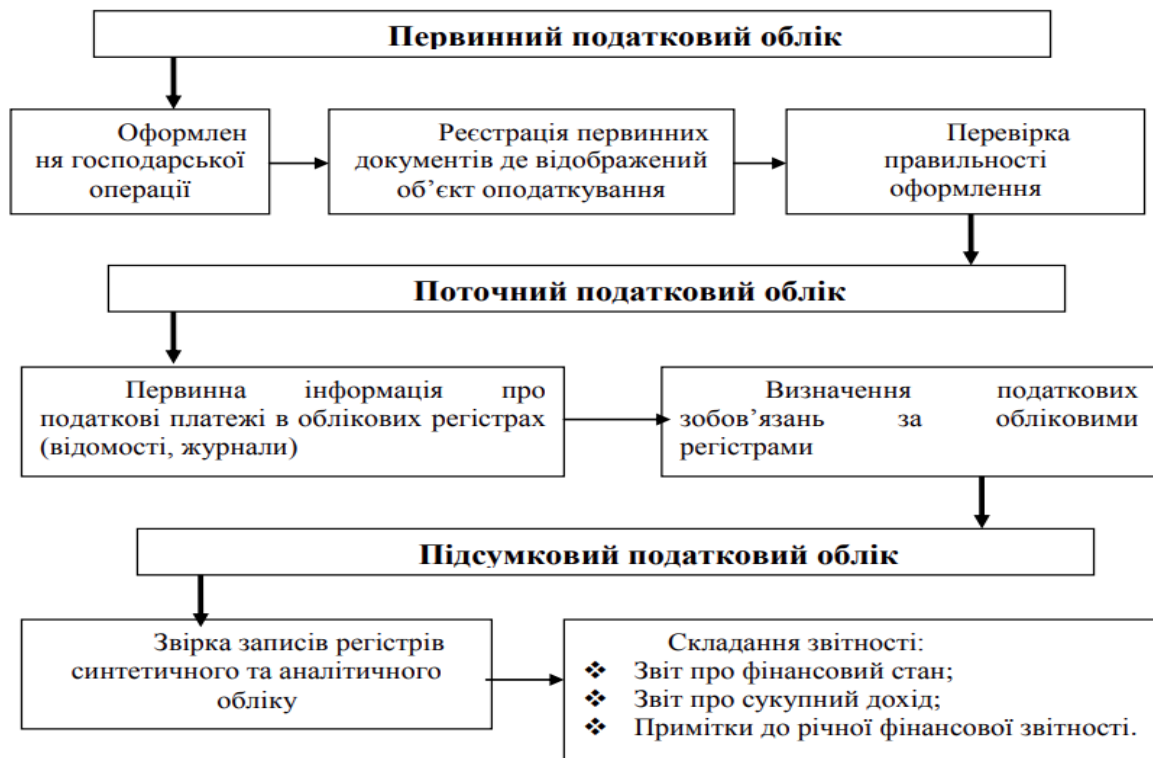 Первинний податковий облік
Оформлен
ня господарської
операції
Реєстрація первинних
документів де відображений
об’єкт оподаткування
Перевірка
правильності
оформлення
Поточний податковий облік
Первинна інформація про
податкові платежі в облікових регістрах
(відомості, журнали)
Визначення податкових
зобов’язань за обліковими
регістрами
Підсумковий податковий облік
Звірка записів регістрів
синтетичного та аналітичного
обліку
Складання звітності:
❖ Звіт про фінансовий стан;
❖ Звіт про сукупний дохід;
❖ Примітки до річної фінансової звітності.